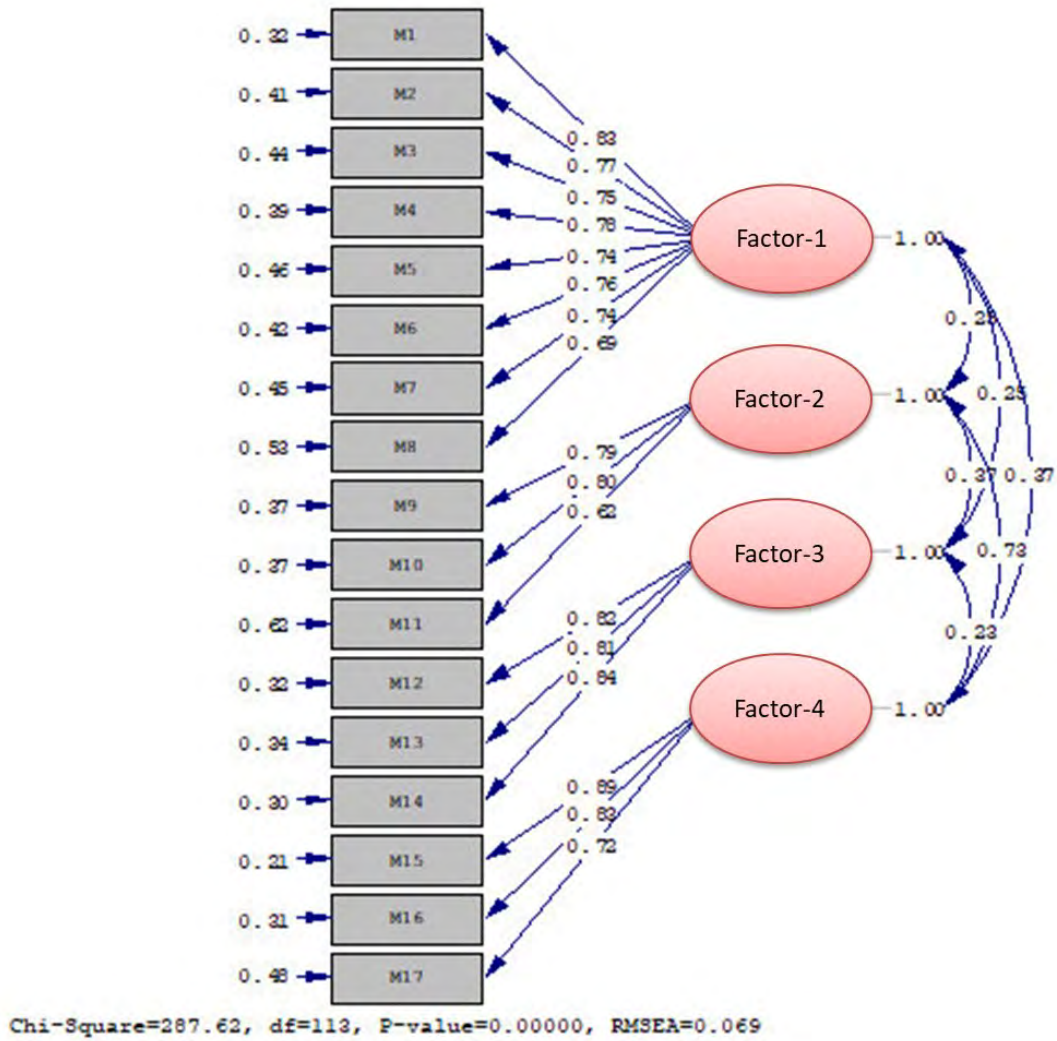 0.32 M1
0.41 M2
0.83
0.44 M3
0.77
0.75
0.39 M4
0.78
Factor-1 1.00
0.74
0.46 M5
0.76
0.74
0.42 M6
0.69
0.45 M7
Factor-2 1.00
0.53 M8
0.79
0.37 0.37
0.80
0.37 M9
0.62
Factor-3 1.00 0.73
0.37 M10
0.82
0.62 M11
0.23
0.81
0.84
M12
Factor-4 1.00
0.34 M13
0.89
0.30 M14
0.83
0.72
0.21 M15
0.31 M16
0.48 M17
Chi-Square=287.62, df=113, P-value=0.00000, RMSEA=0.069